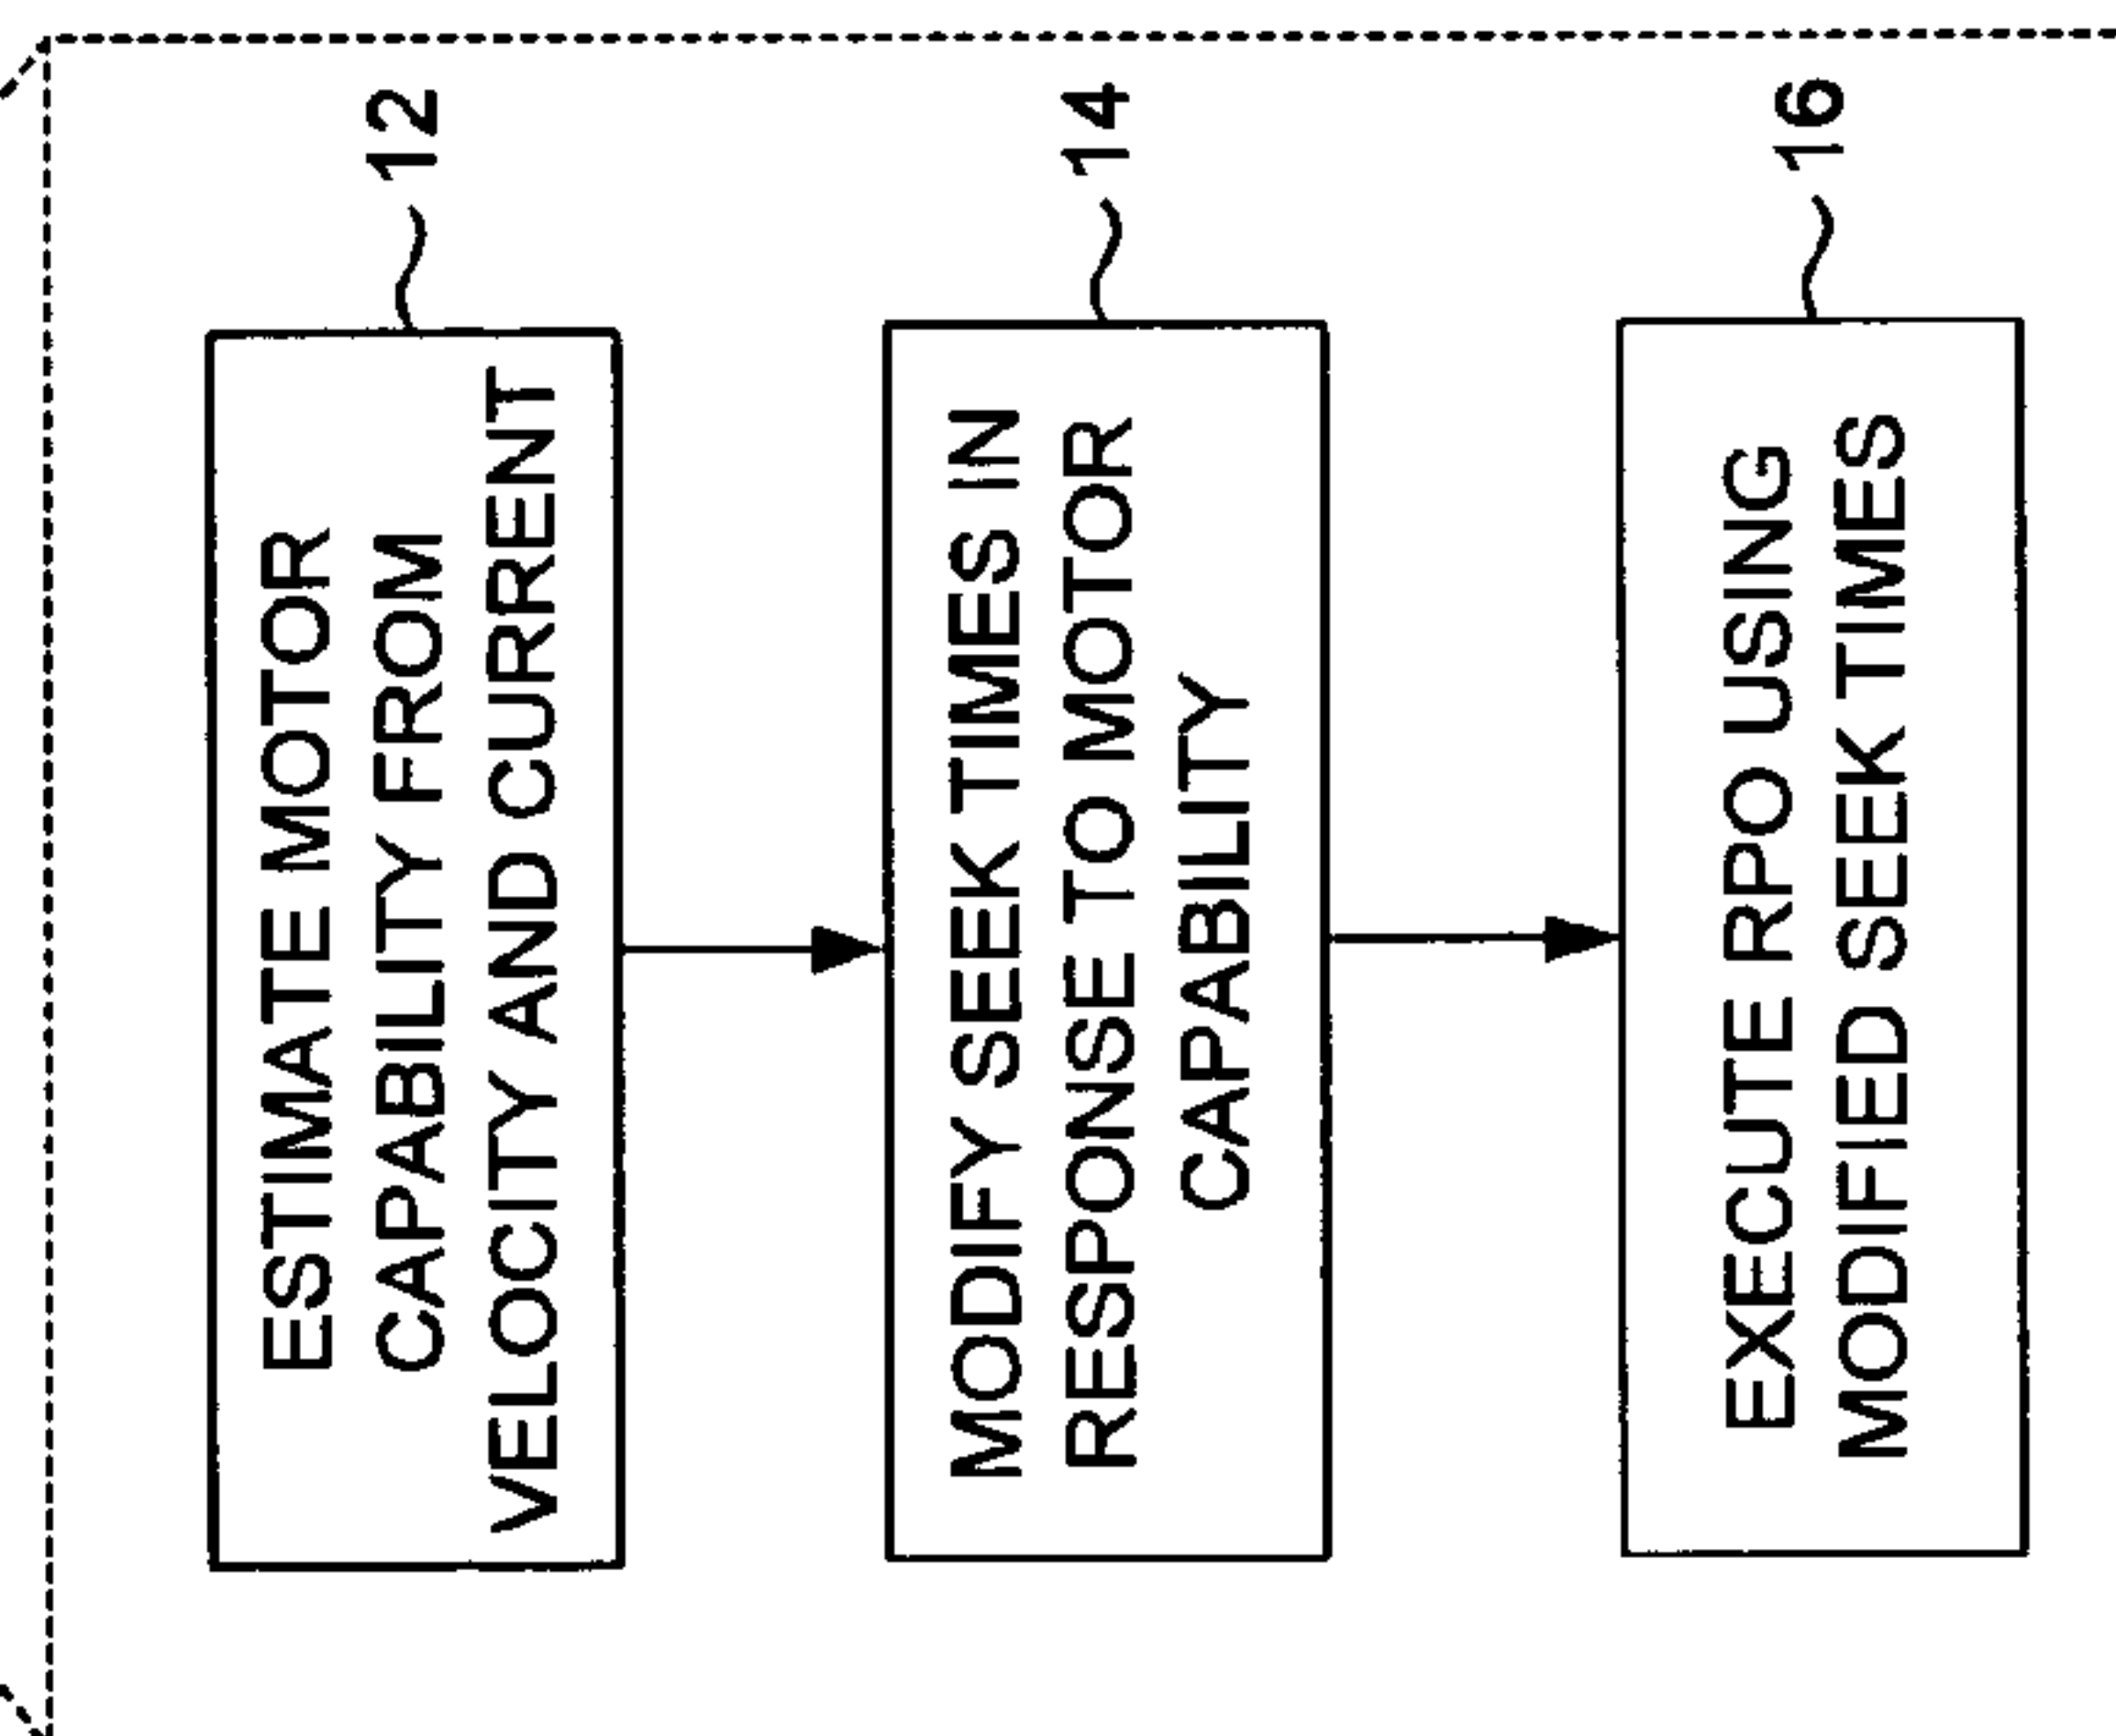 ESTIMATE MOTOR
CAPABILITY FROM
VELOCITY AND CURRENT
12
MODIFY SEEK TIMES IN
RESPONSE TO MOTOR
CAPABILITY
14
EXECUTE RPO USING
MODIFIED SEEK TIMES
16